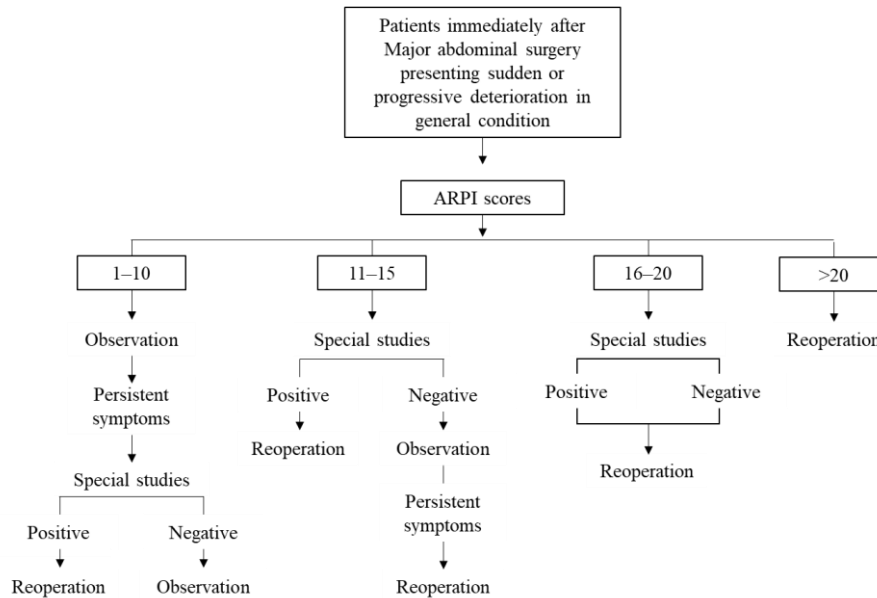 Patients immediately after
Major abdominal surgery
presenting sudden or
progressive deterioration in
general condition
ARPI scores
1–10
11–15
16–20
>20
Observation
Special studies
Special studies
Reoperation
Persistent
symptoms
Positive
Negative
Positive
Negative
Reoperation
Observation
Reoperation
Special studies
Persistent
symptoms
Positive
Negative
Reoperation
Observation
Reoperation